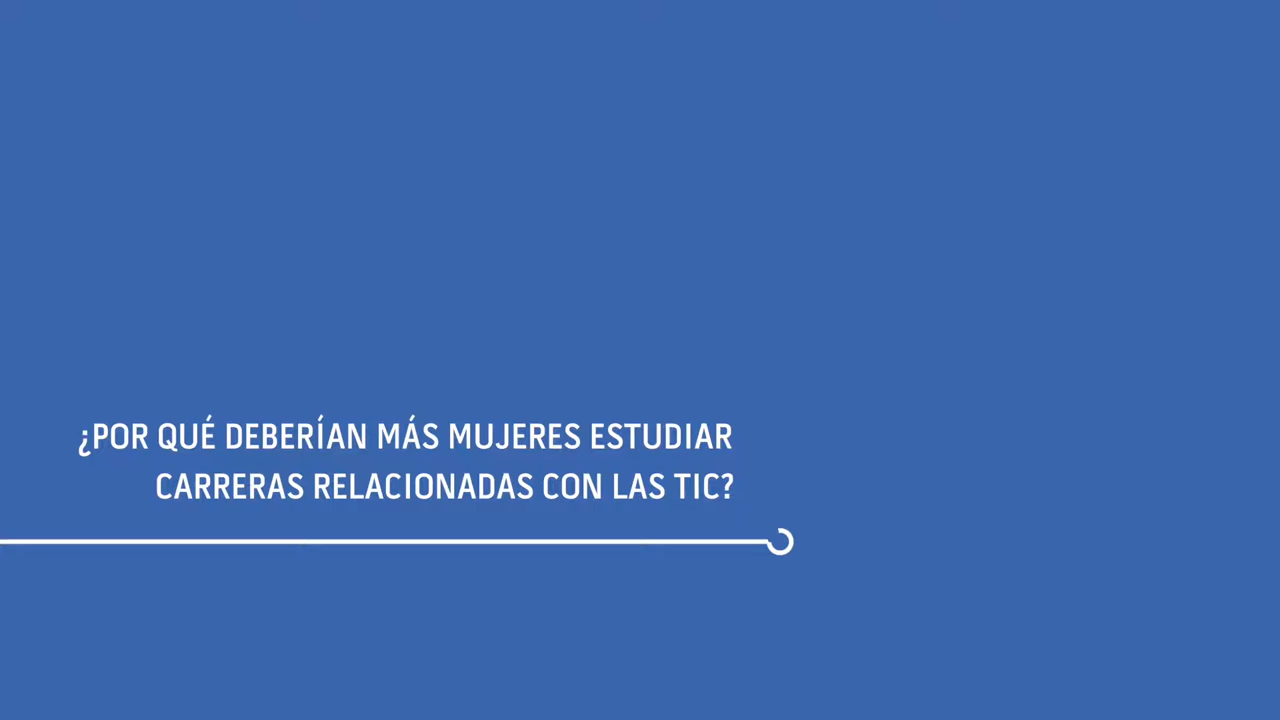 ¿POR QUÉ DEBERÍAN MÁS MUJERES ESTUDIAR
CARRERAS RELACIONADAS CON LAS TIC?